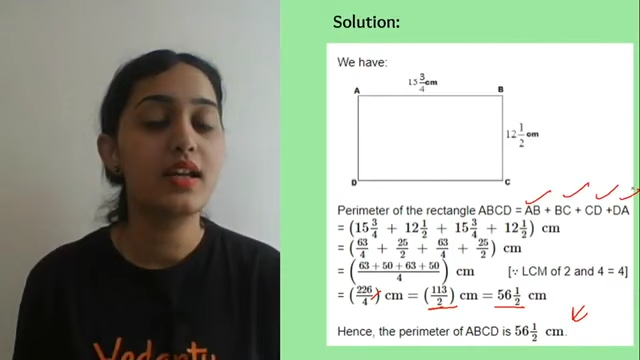 Solution:
We have:
15 3/4 cm
A B
12 1/2 cm
D C
Perimeter of the rectangle ABCD = AB + BC + CD +DA
= (15 3/4 + 12 1/2 + 15 3/4 + 12 1/2) cm
= (63/4 + 25/2 + 63/4 + 25/2) cm
= ((63 + 50 + 63 + 50)/4) cm [∵ LCM of 2 and 4 = 4]
= (226/4) cm = (113/2) cm = 56 1/2 cm
Hence, the perimeter of ABCD is 56 1/2 cm.
Vedantu